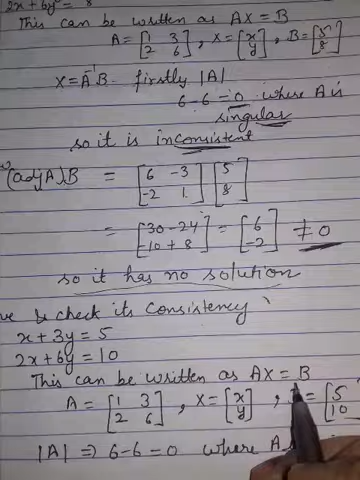 2x+6y = 8
This can be written as AX = B
A = [1 3
2 6], X = [x
y], B = [5
8]
X = A⁻¹B. firstly |A|
6-6 = 0 where A is
singular
so it is inconsistent
(adjA).B = [6 -3
-2 1] [5
8]
= [30-24
-10+8] = [6
-2] ≠ 0
so it has no solution
& check its consistency
x + 3y = 5
2x + 6y = 10
This can be written as AX = B
A = [1 3
2 6], X = [x
y], = [5
10]
|A| ⇒ 6-6 = 0 where A